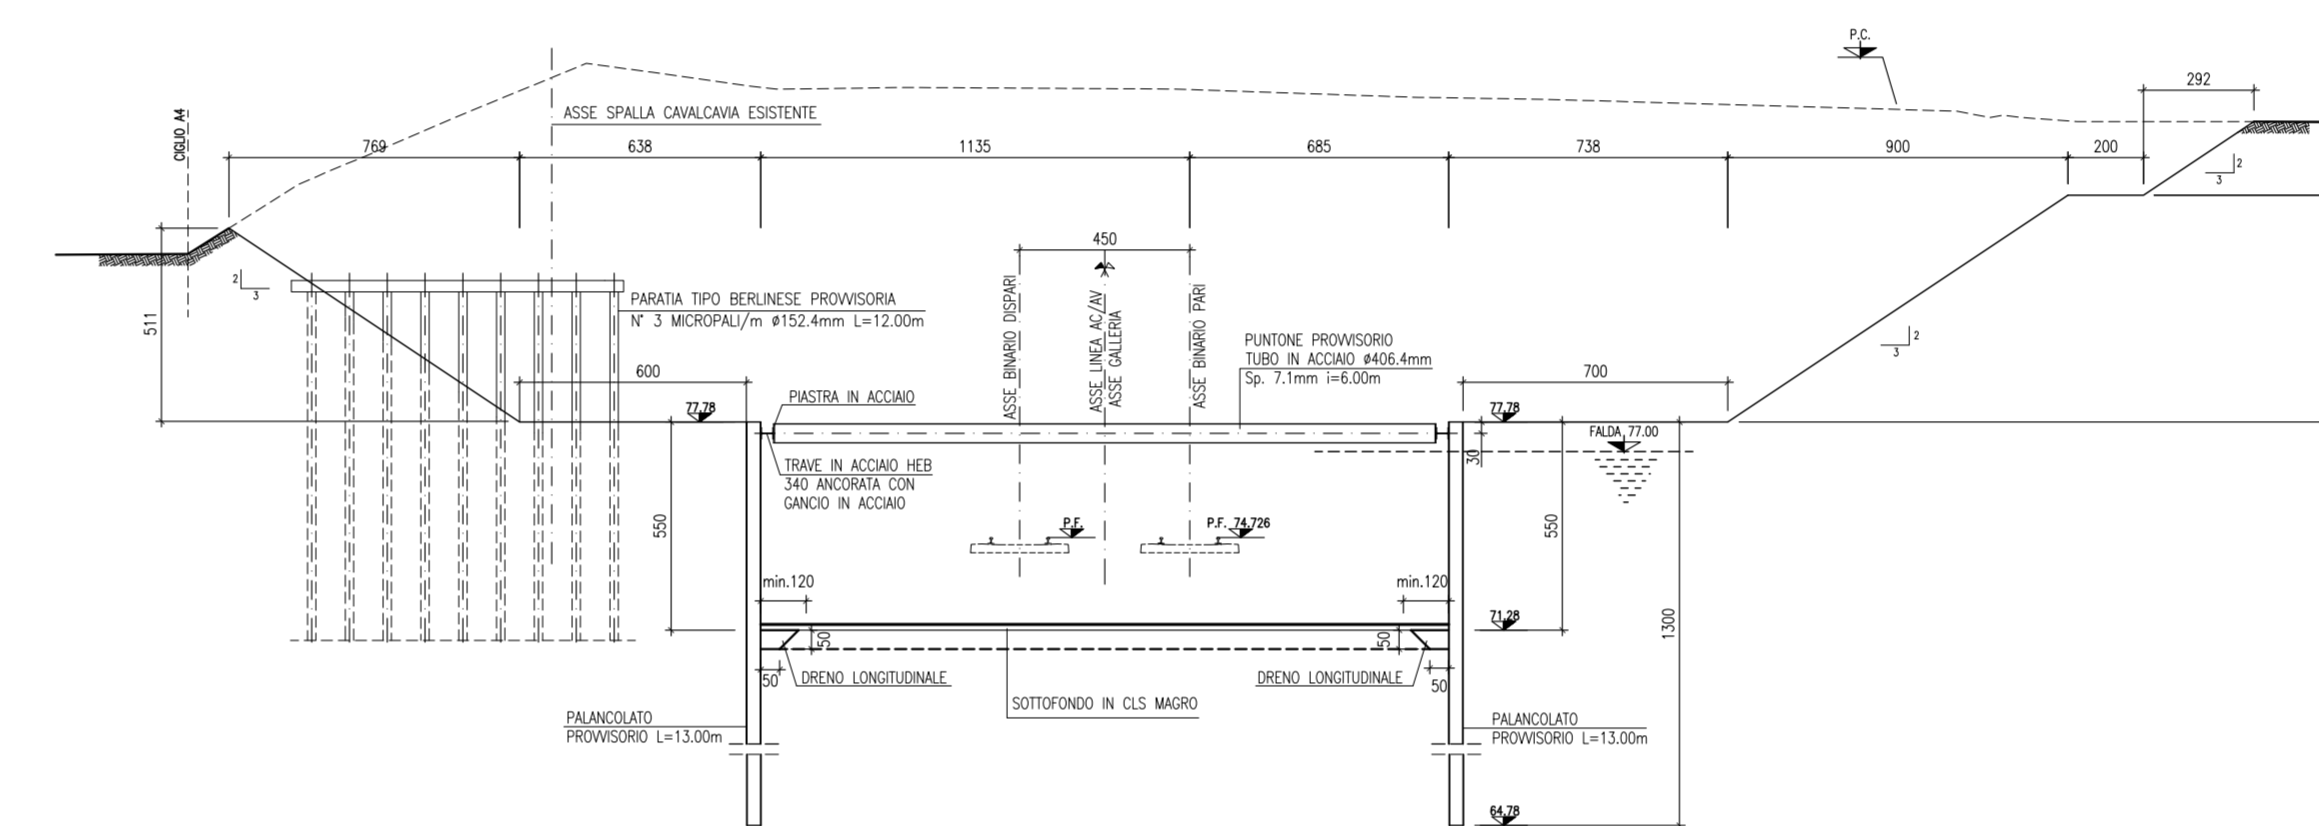 P.C.
292
CIGLIO A4
ASSE SPALLA CAVALCAVIA ESISTENTE
769
638
1135
685
738
900
200
2
3
450
511
2
3
PARATIA TIPO BERLINESE PROVVISORIA
N° 3 MICROPALI/m ø152.4mm L=12.00m
ASSE BINARIO DISPARI
ASSE LINEA AC/AV
ASSE GALLERIA
ASSE BINARIO PARI
PUNTONE PROVVISORIO
TUBO IN ACCIAIO ø406.4mm
Sp. 7.1mm i=6.00m
2
3
600
700
PIASTRA IN ACCIAIO
77.78
77.78
FALDA 77.00
30
TRAVE IN ACCIAIO HEB
340 ANCORATA CON
GANCIO IN ACCIAIO
550
P.F.
P.F. 74.726
550
min.120
min.120
71.28
1300
50
50
50
DRENO LONGITUDINALE
DRENO LONGITUDINALE
50
SOTTOFONDO IN CLS MAGRO
PALANCOLATO
PROVVISORIO L=13.00m
PALANCOLATO
PROVVISORIO L=13.00m
64.78